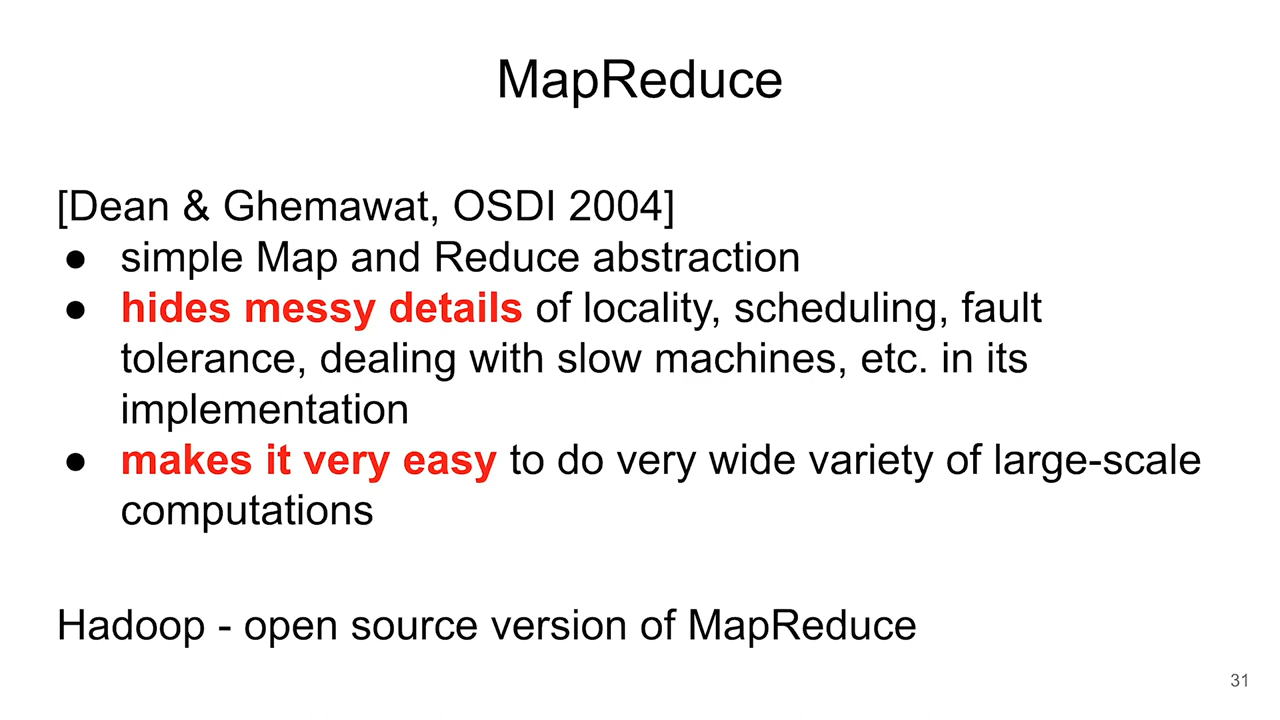 MapReduce
[Dean & Ghemawat, OSDI 2004]
● simple Map and Reduce abstraction
● hides messy details of locality, scheduling, fault
tolerance, dealing with slow machines, etc. in its
implementation
● makes it very easy to do very wide variety of large-scale
computations
Hadoop - open source version of MapReduce
31